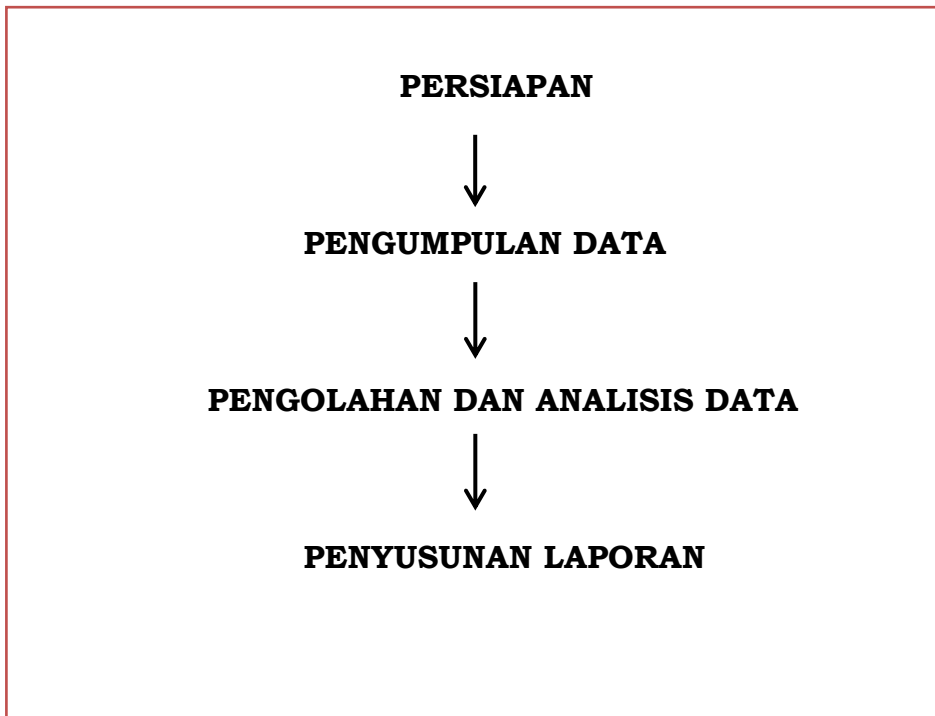 PERSIAPAN
PENGUMPULAN DATA
PENGOLAHAN DAN ANALISIS DATA
PENYUSUNAN LAPORAN